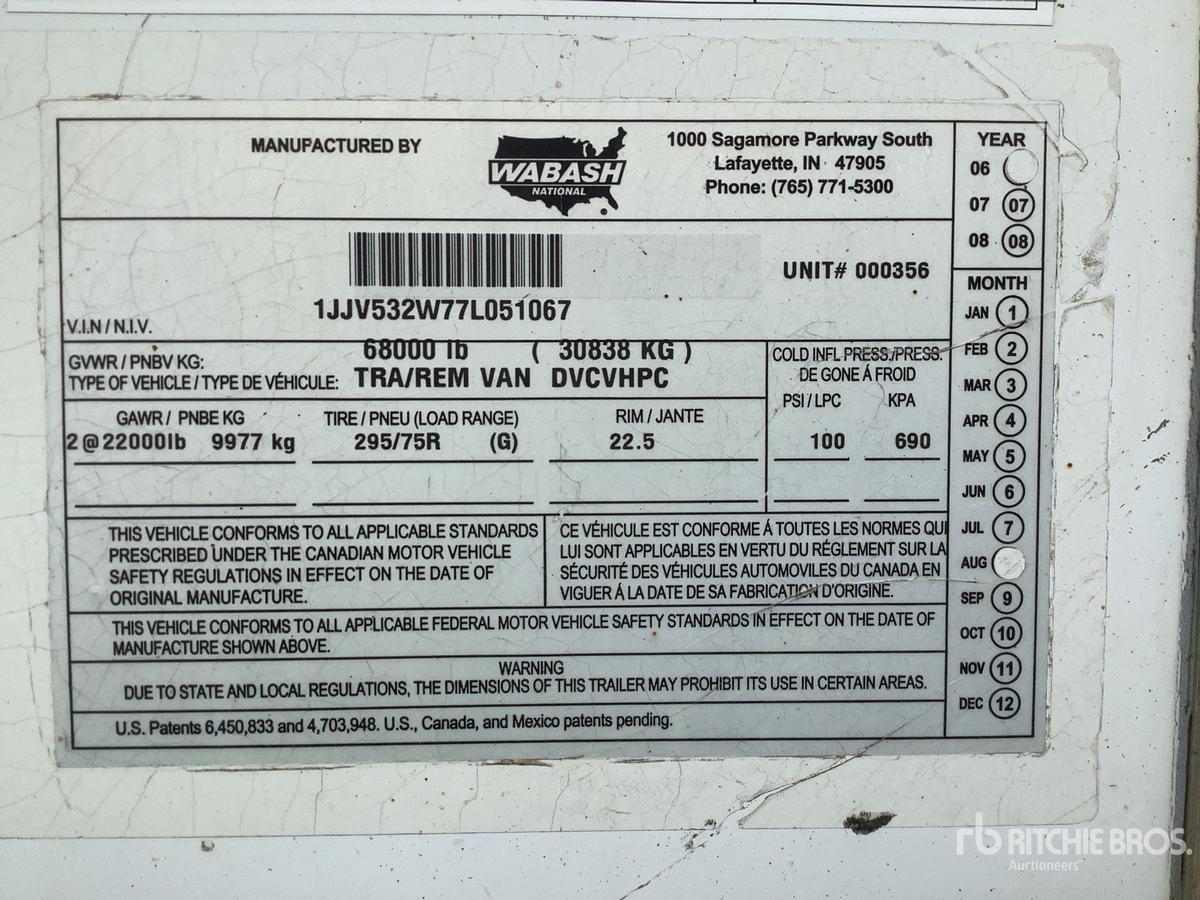 MANUFACTURED BY
WABASH
NATIONAL
1000 Sagamore Parkway South
Lafayette, IN 47905
Phone: (765) 771-5300
UNIT# 000356
1JJV532W77L051067
V.I.N / N.I.V.
GVWR / PNBV KG: 68000 lb ( 30838 KG )
TYPE OF VEHICLE / TYPE DE VÉHICULE: TRA/REM VAN DVCVHPC
COLD INFL PRESS./PRESS.
DE GONE Á FROID
PSI / LPC KPA
GAWR / PNBE KG TIRE / PNEU (LOAD RANGE) RIM / JANTE
2@22000lb 9977 kg 295/75R (G) 22.5 100 690
THIS VEHICLE CONFORMS TO ALL APPLICABLE STANDARDS
PRESCRIBED UNDER THE CANADIAN MOTOR VEHICLE
SAFETY REGULATIONS IN EFFECT ON THE DATE OF
ORIGINAL MANUFACTURE.
CE VÉHICULE EST CONFORME Á TOUTES LES NORMES QUI
LUI SONT APPLICABLES EN VERTU DU RÉGLEMENT SUR LA
SÉCURITÉ DES VÉHICULES AUTOMOVILES DU CANADA EN
VIGUER Á LA DATE DE SA FABRICATION D'ORIGINE.
THIS VEHICLE CONFORMS TO ALL APPLICABLE FEDERAL MOTOR VEHICLE SAFETY STANDARDS IN EFFECT ON THE DATE OF
MANUFACTURE SHOWN ABOVE.
WARNING
DUE TO STATE AND LOCAL REGULATIONS, THE DIMENSIONS OF THIS TRAILER MAY PROHIBIT ITS USE IN CERTAIN AREAS.
U.S. Patents 6,450,833 and 4,703,948. U.S., Canada, and Mexico patents pending.
YEAR
06
07 07
08 08
MONTH
JAN 1
FEB 2
MAR 3
APR 4
MAY 5
JUN 6
JUL 7
AUG
SEP 9
OCT 10
NOV 11
DEC 12
rb RITCHIE BROS.
Auctioneers